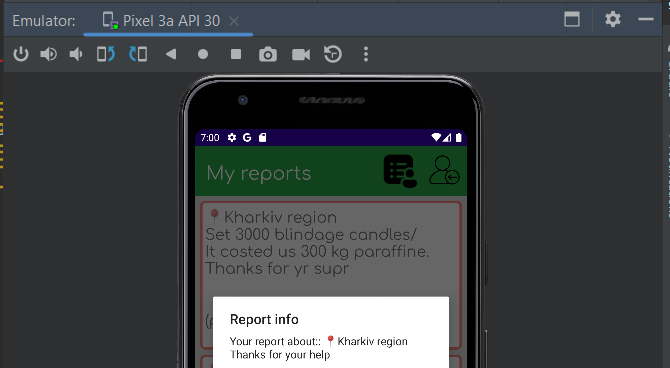 Emulator:
Pixel 3a API 30
7:00
My reports
📍Kharkiv region
Set 3000 blindage candles/
It costed us 300 kg paraffine.
Thanks for yr supr
Report info
Your report about:: 📍Kharkiv region
Thanks for your help